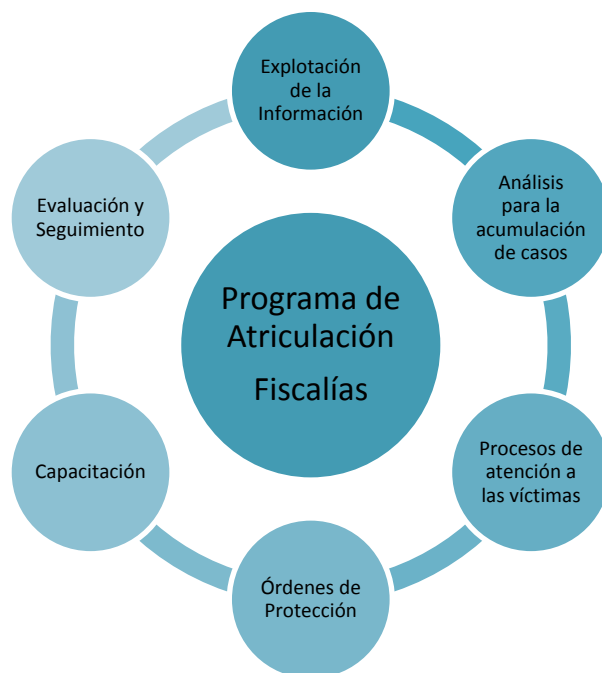 Explotación
de la
Información
Análisis
para la
acumulación
de casos
Procesos de
atención a
las víctimas
Órdenes de
Protección
Capacitación
Evaluación y
Seguimiento
Programa de
Atriculación
Fiscalías